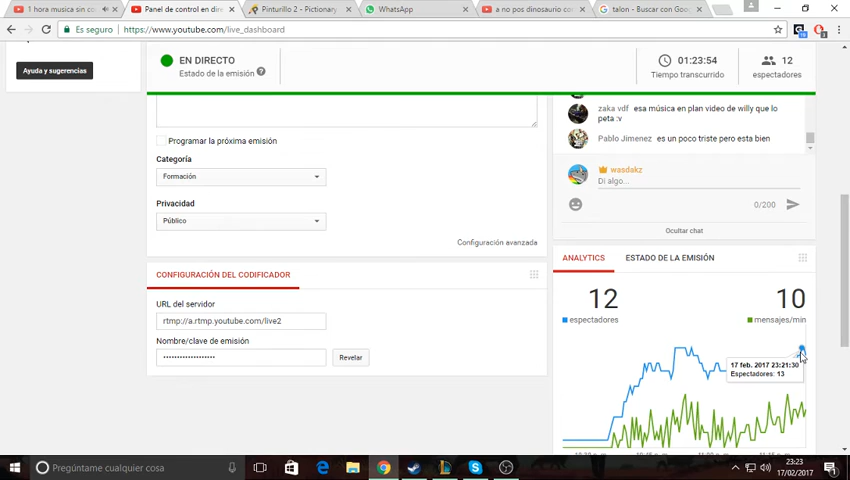 1 hora musica sin co
Panel de control en dire
Pinturillo 2 - Pictionary
WhatsApp
a no pos dinosaurio com
talon - Buscar con Goog
Es seguro
https://www.youtube.com/live_dashboard
Ayuda y sugerencias
EN DIRECTO
Estado de la emisión
01:23:54
Tiempo transcurrido
12
espectadores
Programar la próxima emisión
Categoría
Formación
Privacidad
Público
Configuración avanzada
CONFIGURACIÓN DEL CODIFICADOR
URL del servidor
rtmp://a.rtmp.youtube.com/live2
Nombre/clave de emisión
••••••••••••••••••••
Revelar
zaka vdf esa música en plan video de willy que lo
peta :v
Pablo Jimenez es un poco triste pero esta bien
wasdakz
Di algo...
0/200
Ocultar chat
ANALYTICS
ESTADO DE LA EMISIÓN
12
espectadores
10
mensajes/min
17 feb. 2017 23:21:30
Espectadores: 13
Pregúntame cualquier cosa
23:23
17/02/2017